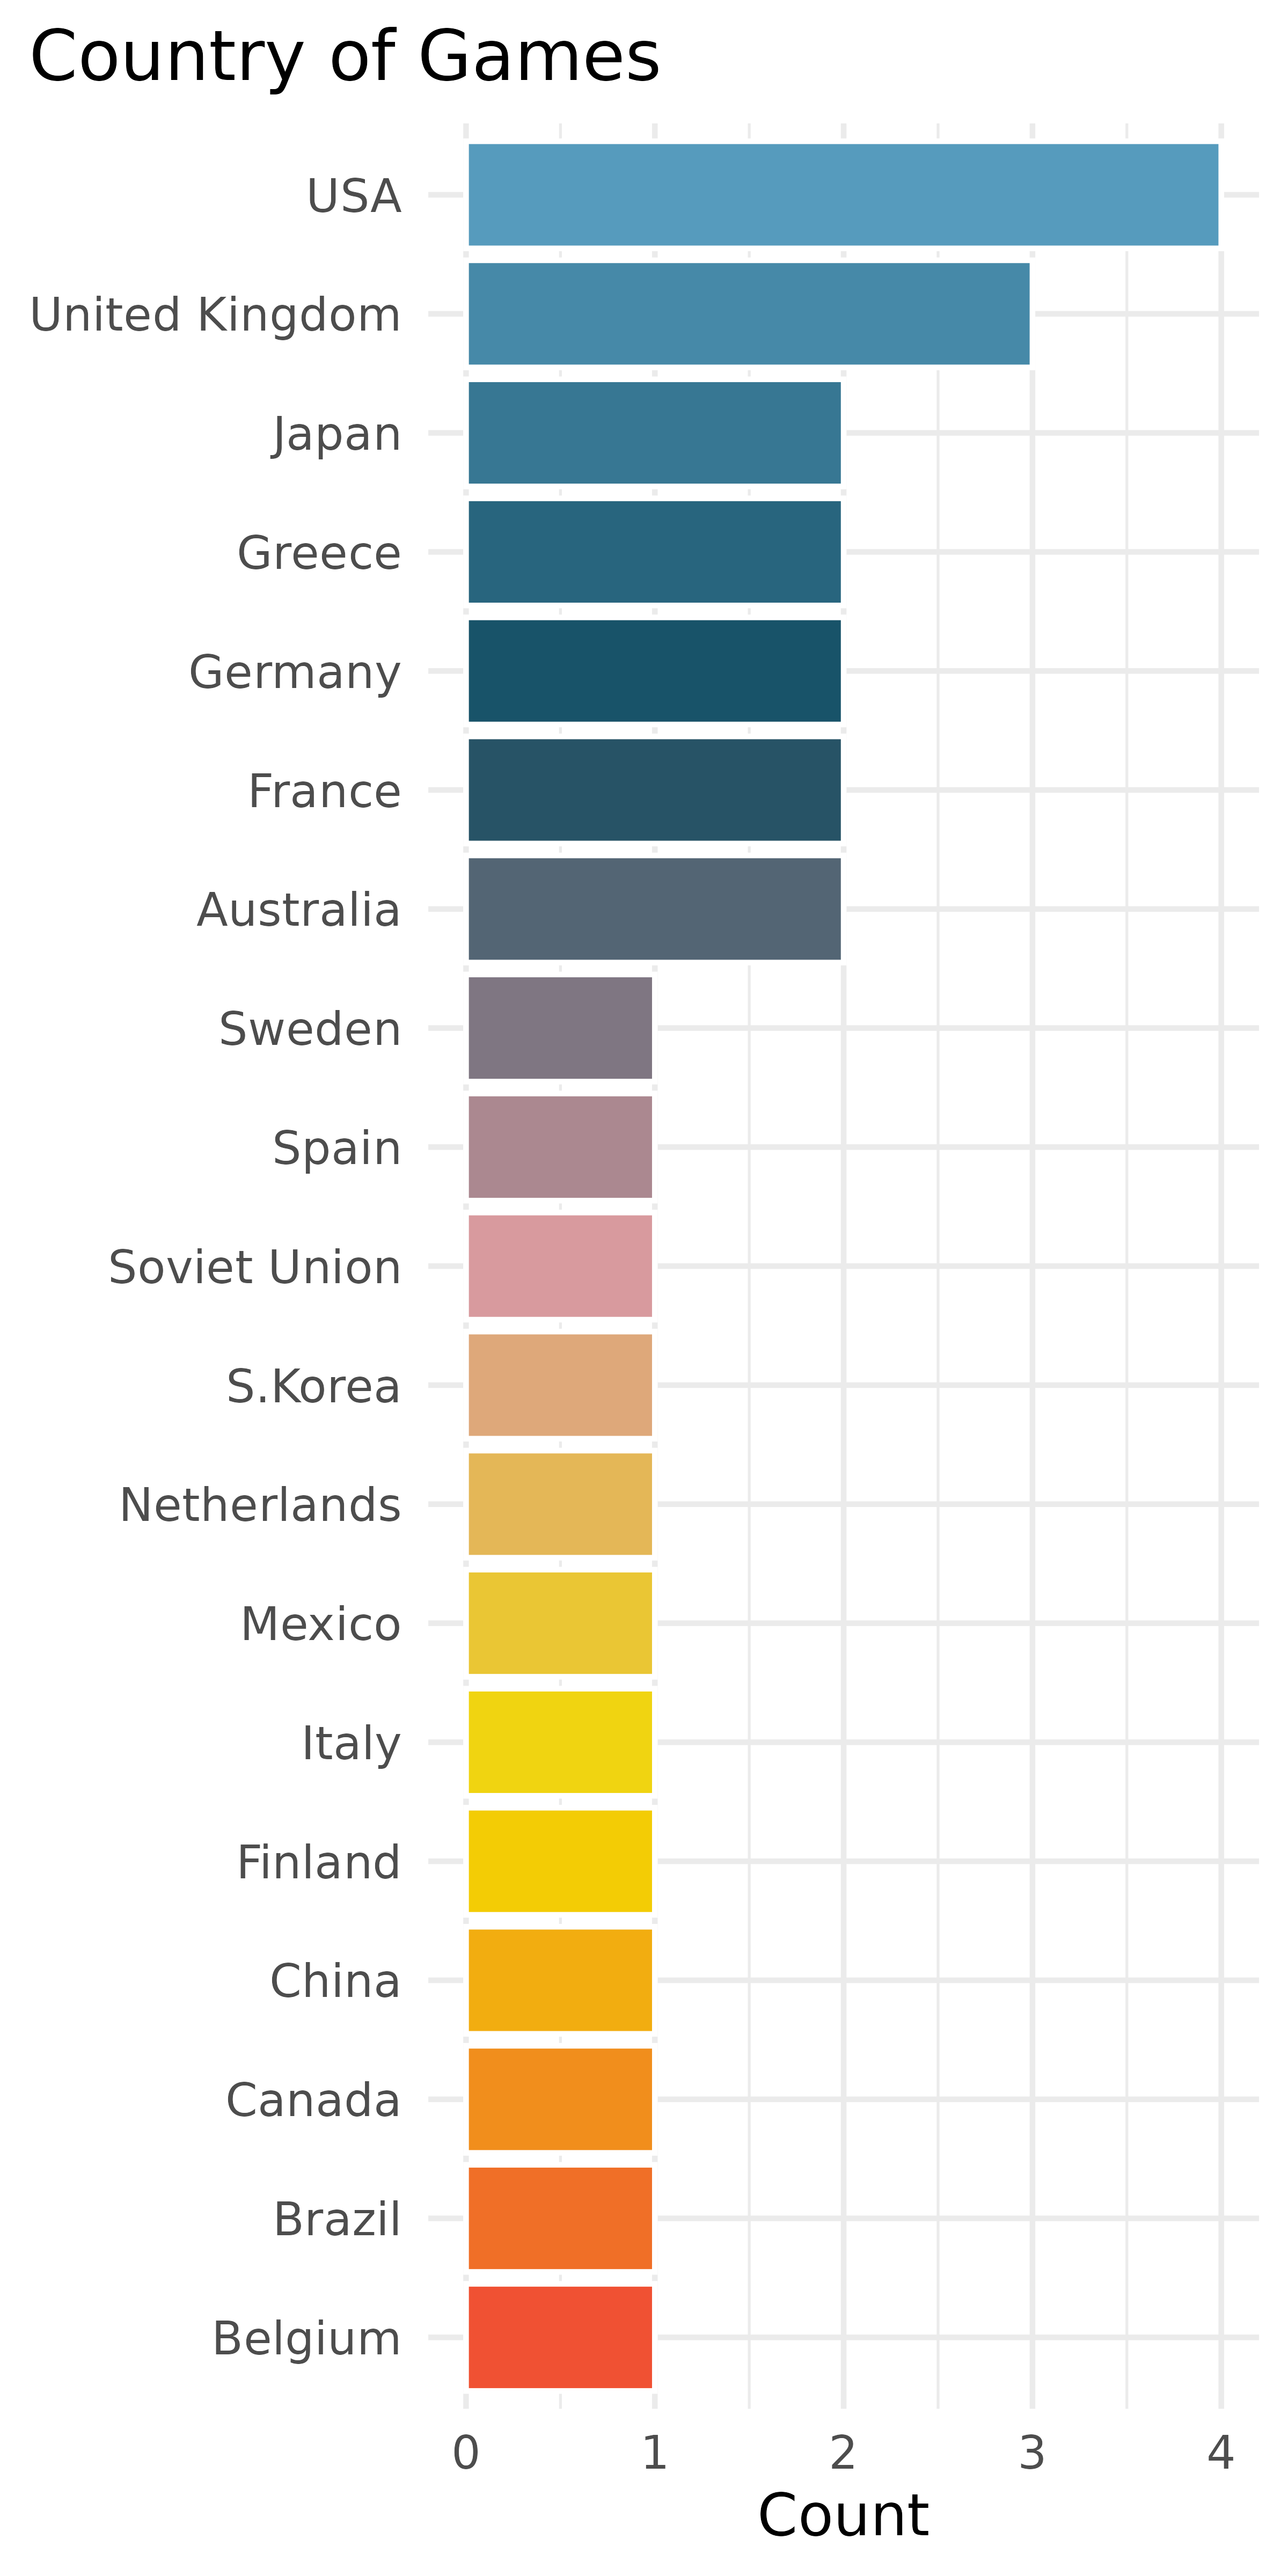 Country of Games
USA
United Kingdom
Japan
Greece
Germany
France
Australia
Sweden
Spain
Soviet Union
S.Korea
Netherlands
Mexico
Italy
Finland
China
Canada
Brazil
Belgium
0 1 2 3 4
Count